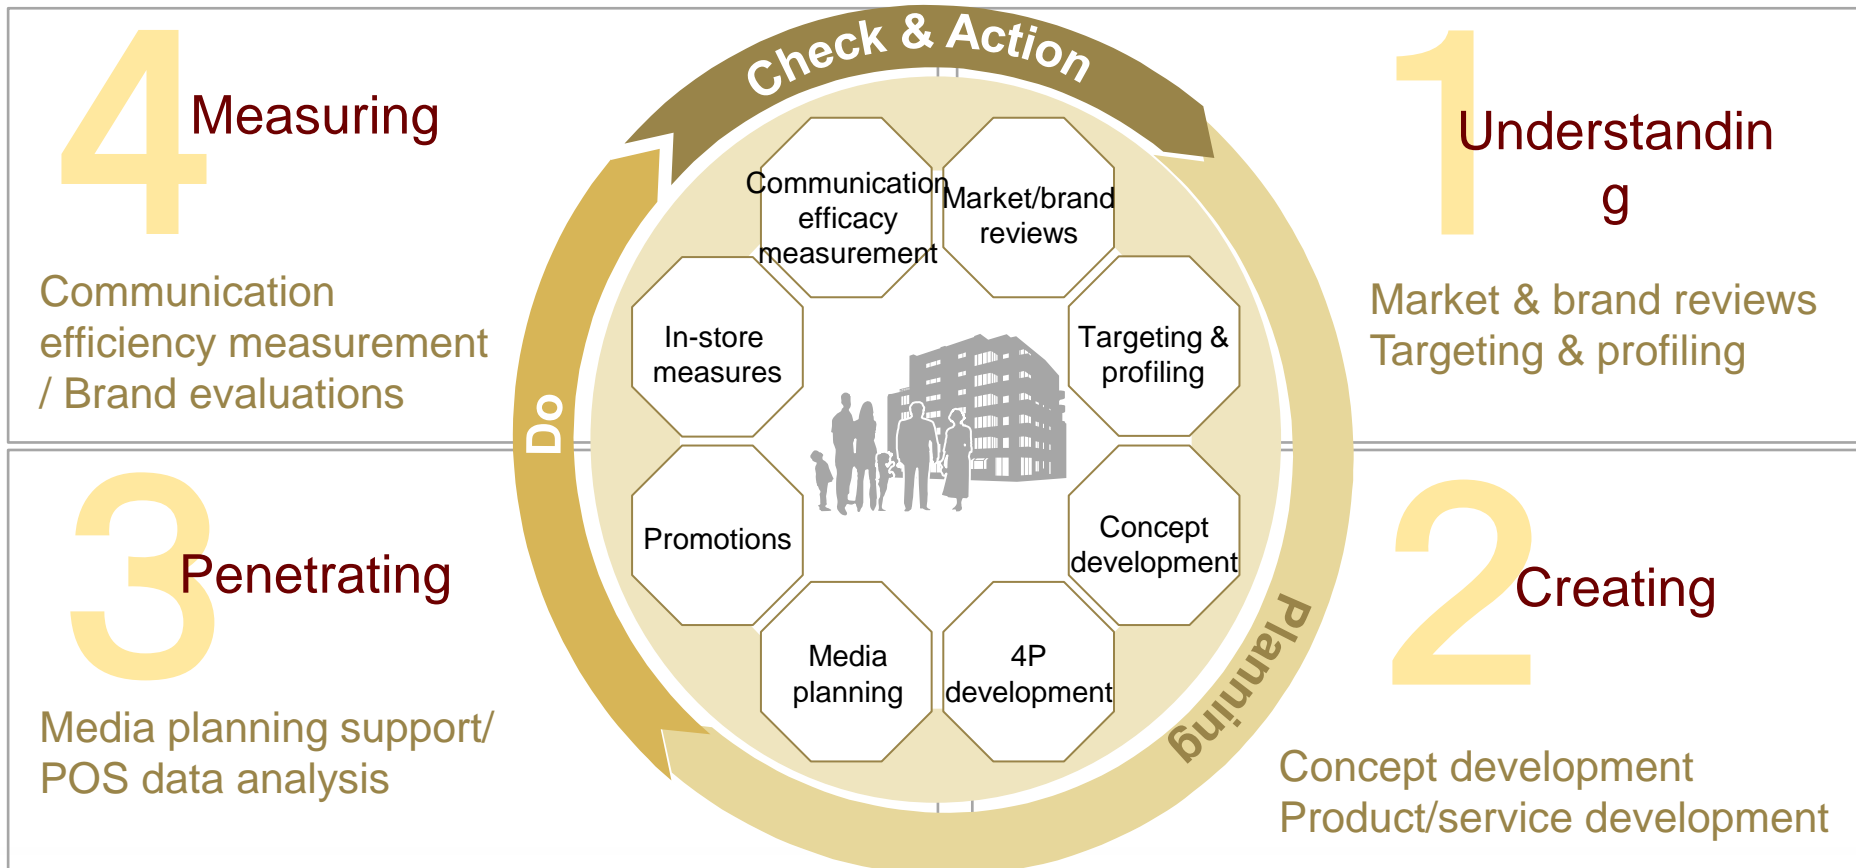 Check & Action
4
Measuring
Communication
efficiency measurement
/ Brand evaluations
1
Understandin
g
Market & brand reviews
Targeting & profiling
Communication
efficacy
measurement
Market/brand
reviews
In-store
measures
Targeting &
profiling
Do
Promotions
Concept
development
Media
planning
4P
development
Planning
3
Penetrating
Media planning support/
POS data analysis
2
Creating
Concept development
Product/service development